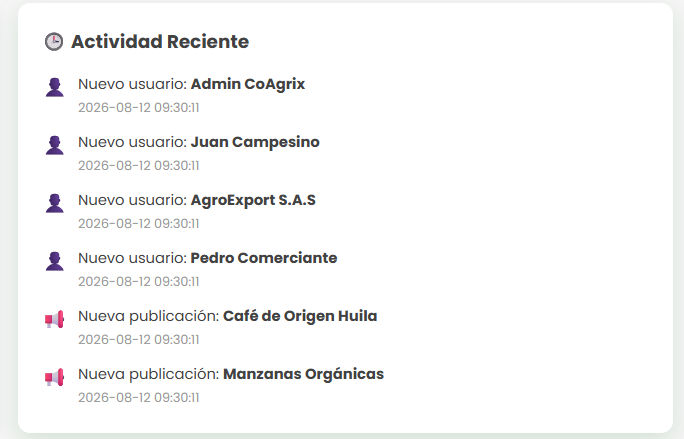 Actividad Reciente
Nuevo usuario: Admin CoAgrix
2026-08-12 09:30:11
Nuevo usuario: Juan Campesino
2026-08-12 09:30:11
Nuevo usuario: AgroExport S.A.S
2026-08-12 09:30:11
Nuevo usuario: Pedro Comerciante
2026-08-12 09:30:11
Nueva publicación: Café de Origen Huila
2026-08-12 09:30:11
Nueva publicación: Manzanas Orgánicas
2026-08-12 09:30:11